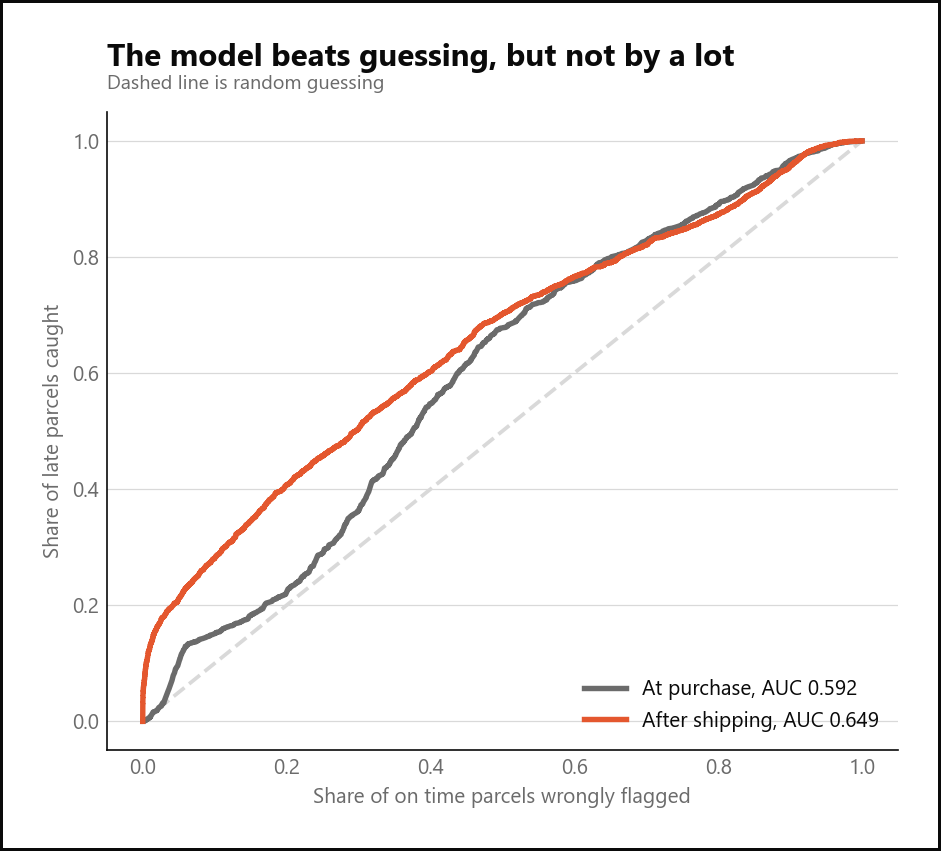 The model beats guessing, but not by a lot
Dashed line is random guessing
1.0
0.8
0.6
0.4
0.2
0.0
Share of late parcels caught
At purchase, AUC 0.592
After shipping, AUC 0.649
0.0 0.2 0.4 0.6 0.8 1.0
Share of on time parcels wrongly flagged